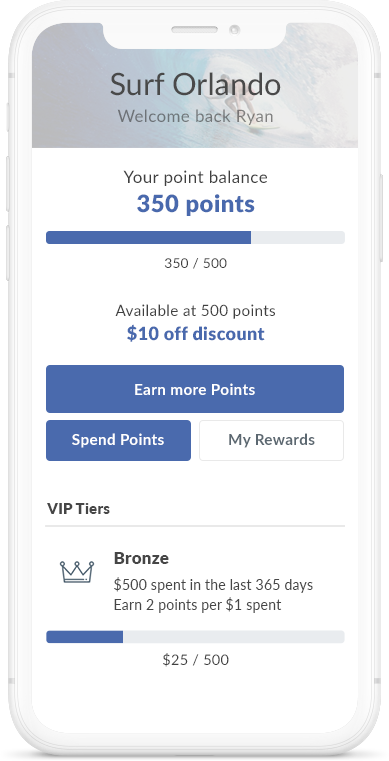 Surf Orlando
Welcome back Ryan
Your point balance
350 points
350 / 500
Available at 500 points
$10 off discount
Earn more Points
Spend Points
My Rewards
VIP Tiers
Bronze
$500 spent in the last 365 days
Earn 2 points per $1 spent
$25 / 500